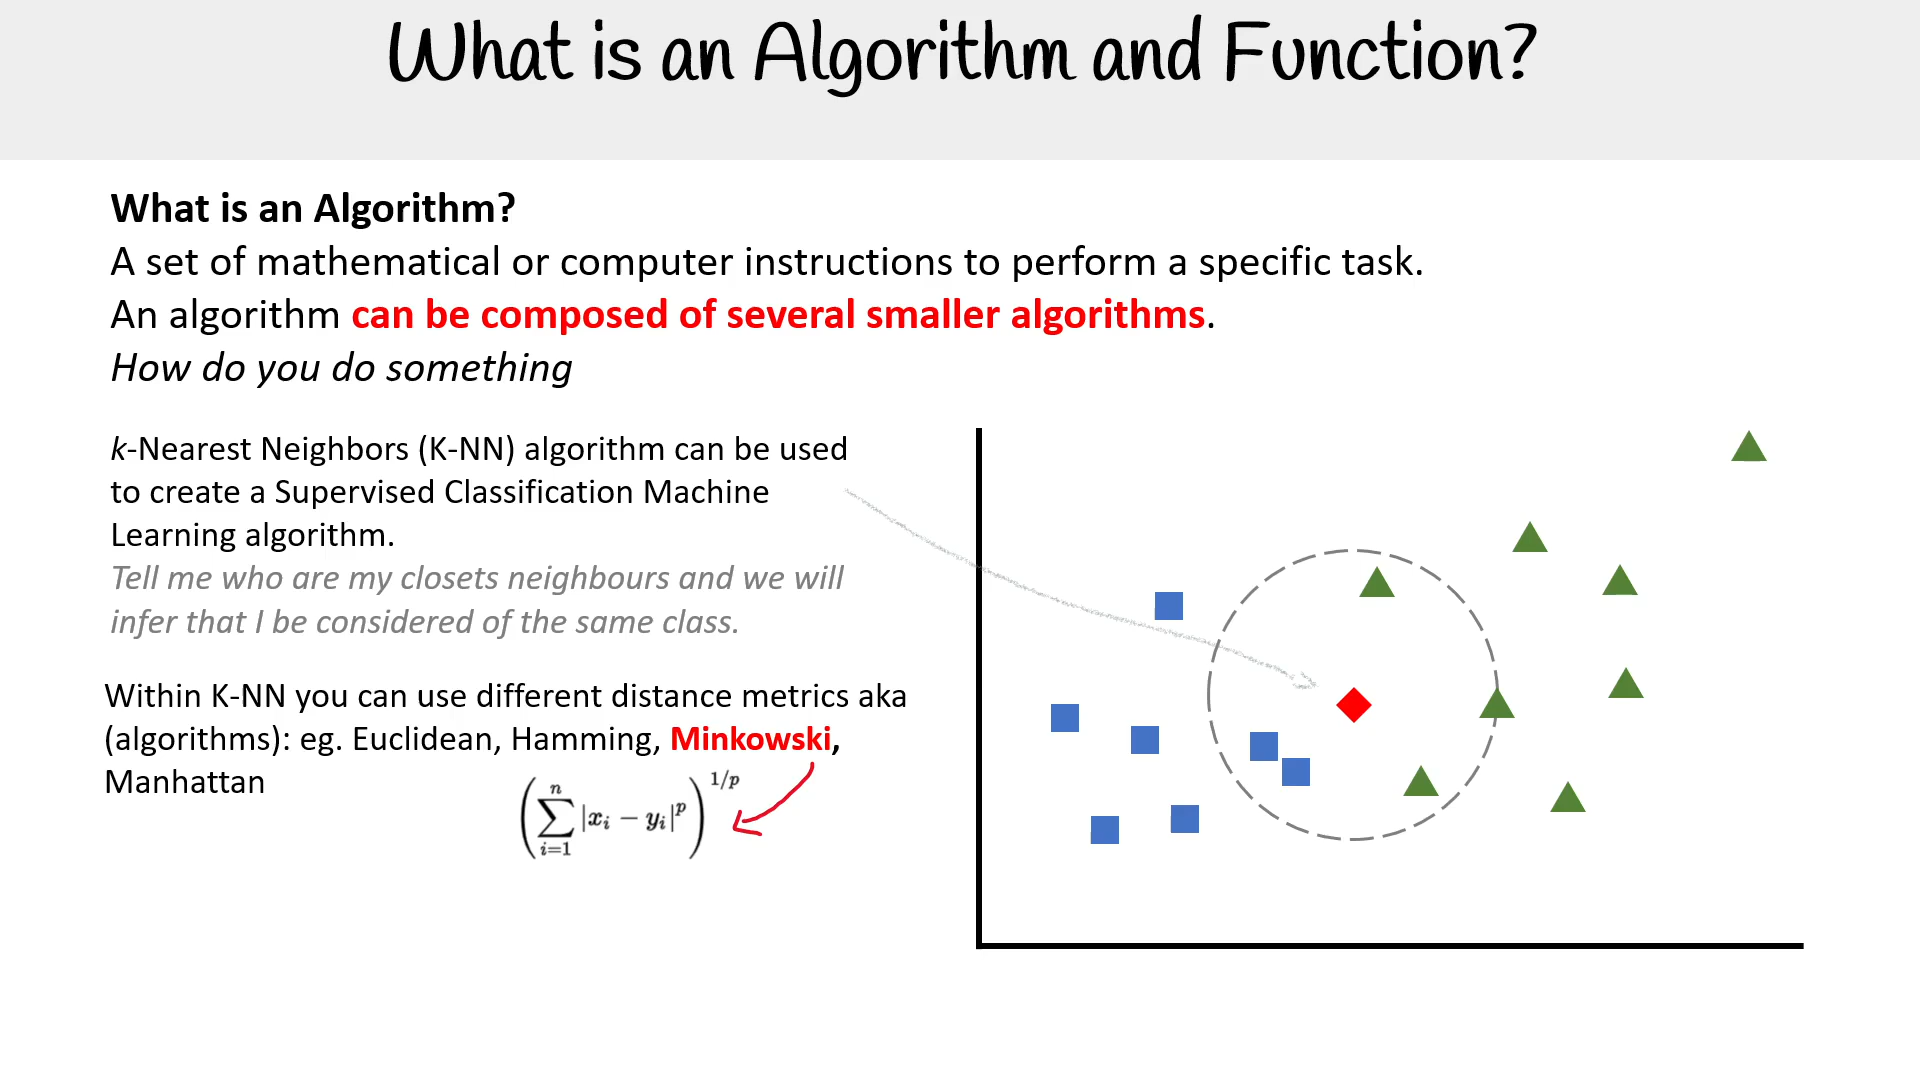 What is an Algorithm and Function?
What is an Algorithm?
A set of mathematical or computer instructions to perform a specific task.
An algorithm can be composed of several smaller algorithms.
How do you do something
k-Nearest Neighbors (K-NN) algorithm can be used
to create a Supervised Classification Machine
Learning algorithm.
Tell me who are my closets neighbours and we will
infer that I be considered of the same class.
Within K-NN you can use different distance metrics aka
(algorithms): eg. Euclidean, Hamming, Minkowski,
Manhattan
(∑_{i=1}^{n} |x_i − y_i|^p)^{1/p}